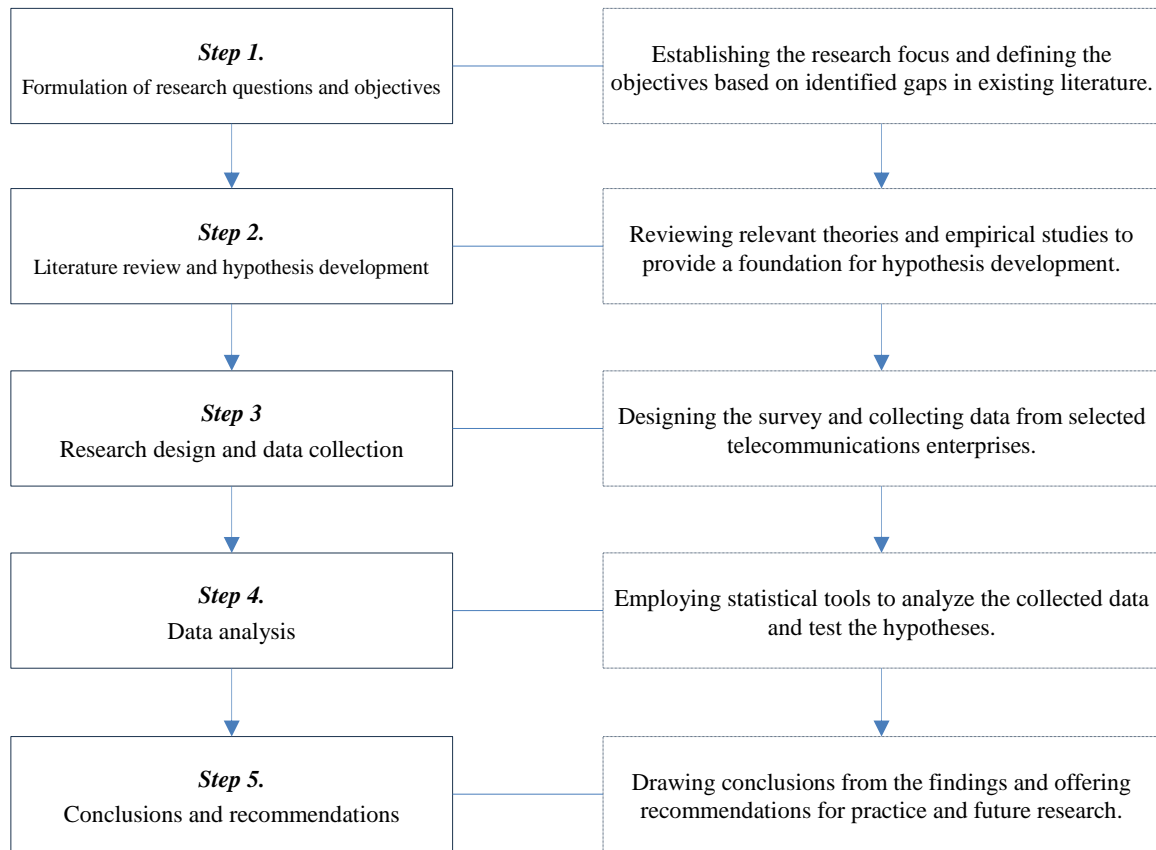 Step 1.
Formulation of research questions and objectives
Establishing the research focus and defining the
objectives based on identified gaps in existing literature.
Step 2.
Literature review and hypothesis development
Reviewing relevant theories and empirical studies to
provide a foundation for hypothesis development.
Step 3
Research design and data collection
Designing the survey and collecting data from selected
telecommunications enterprises.
Step 4.
Data analysis
Employing statistical tools to analyze the collected data
and test the hypotheses.
Step 5.
Conclusions and recommendations
Drawing conclusions from the findings and offering
recommendations for practice and future research.